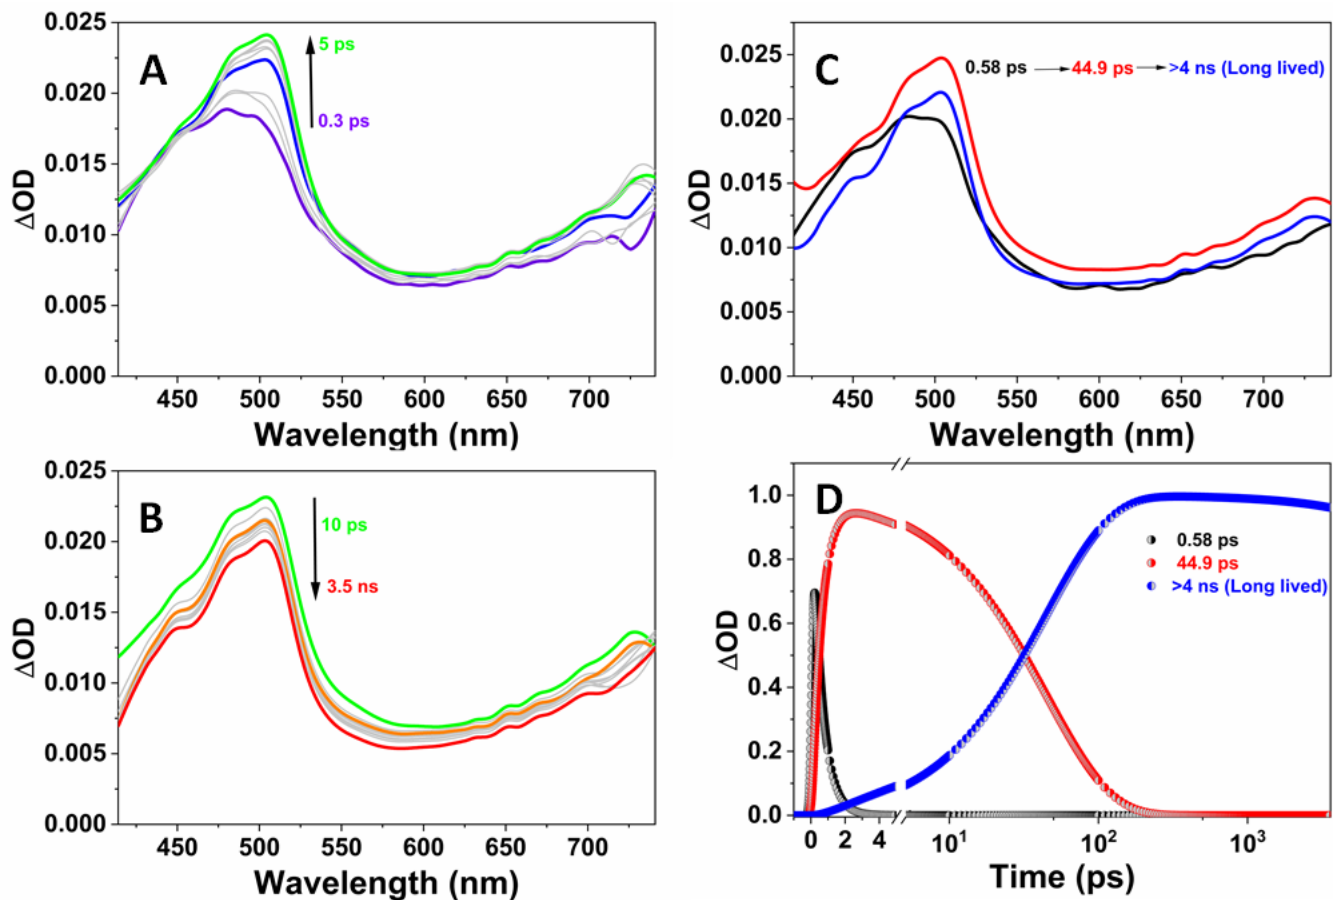 A
5 ps
0.3 ps
0.025
0.020
0.015
0.010
0.005
0.000
ΔOD
450 500 550 600 650 700
Wavelength (nm)
C
0.58 ps → 44.9 ps → >4 ns (Long lived)
0.025
0.020
0.015
0.010
0.005
0.000
ΔOD
450 500 550 600 650 700
Wavelength (nm)
B
10 ps
3.5 ns
0.025
0.020
0.015
0.010
0.005
0.000
ΔOD
450 500 550 600 650 700
Wavelength (nm)
D
0.58 ps
44.9 ps
>4 ns (Long lived)
1.0
0.8
0.6
0.4
0.2
0.0
ΔOD
0 2 4 10¹ 10² 10³
Time (ps)